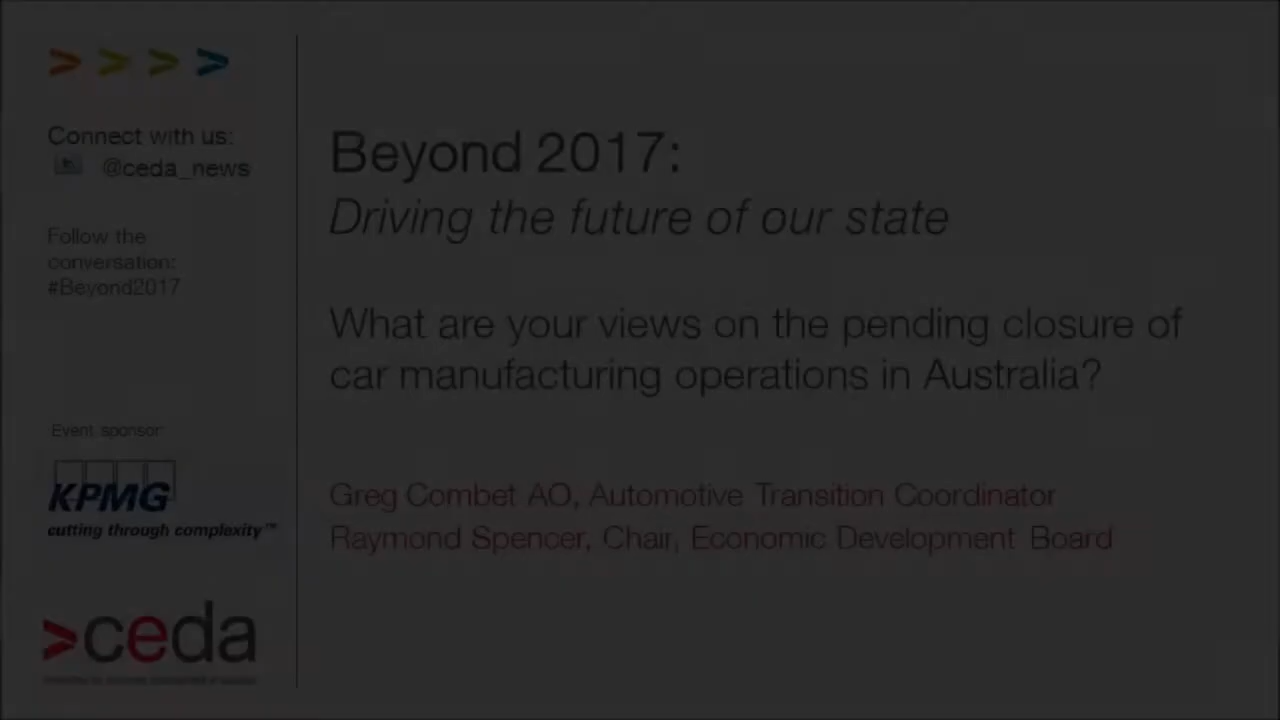 > > > >
Connect with us:
@ceda_news
Follow the
conversation:
#Beyond2017
Event sponsor:
KPMG
cutting through complexity™
>ceda
Beyond 2017:
Driving the future of our state
What are your views on the pending closure of
car manufacturing operations in Australia?
Greg Combet AO, Automotive Transition Coordinator
Raymond Spencer, Chair, Economic Development Board